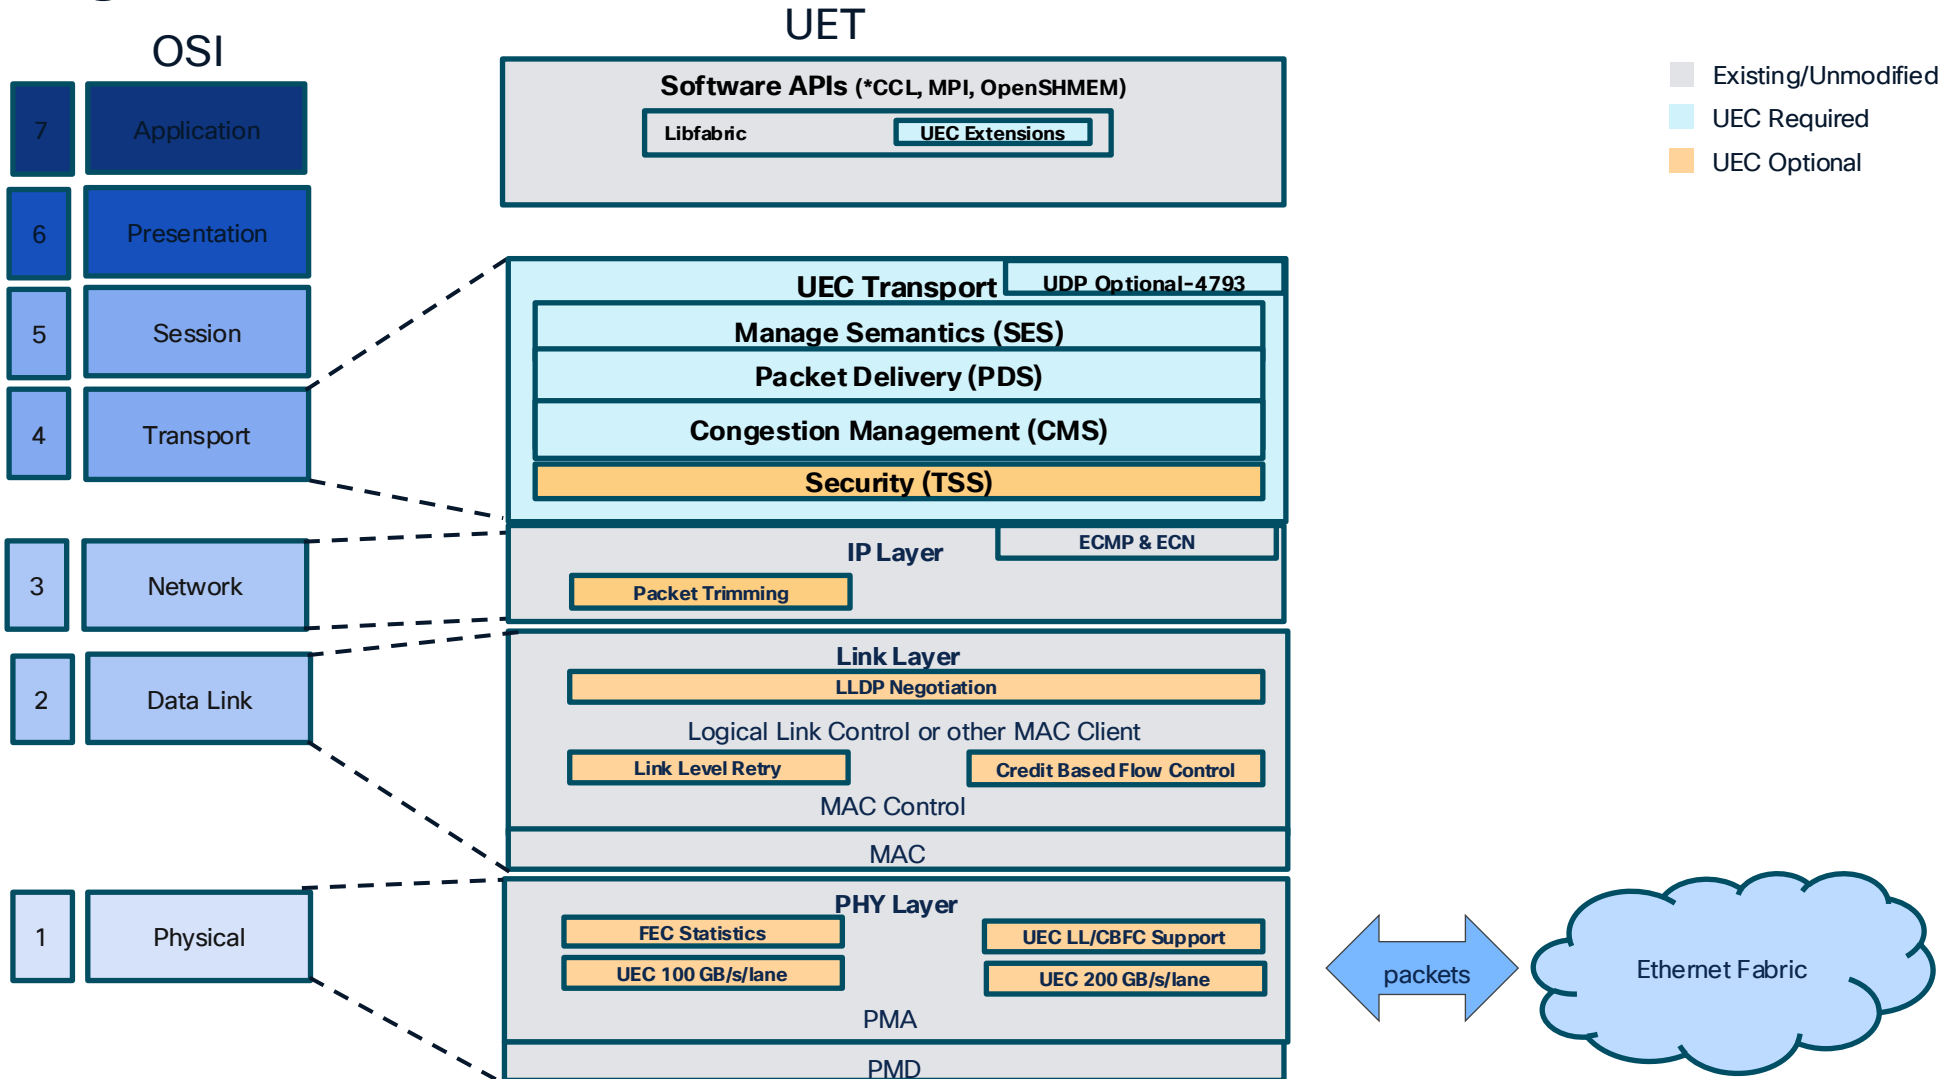 OSI
UET
7
Application
6
Presentation
5
Session
4
Transport
3
Network
2
Data Link
1
Physical
Software APIs (*CCL, MPI, OpenSHMEM)
Libfabric
UEC Extensions
UEC Transport
UDP Optional-4793
Manage Semantics (SES)
Packet Delivery (PDS)
Congestion Management (CMS)
Security (TSS)
IP Layer
ECMP & ECN
Packet Trimming
Link Layer
LLDP Negotiation
Logical Link Control or other MAC Client
Link Level Retry
Credit Based Flow Control
MAC Control
MAC
PHY Layer
FEC Statistics
UEC LL/CBFC Support
UEC 100 GB/s/lane
UEC 200 GB/s/lane
PMA
PMD
Existing/Unmodified
UEC Required
UEC Optional
packets
Ethernet Fabric